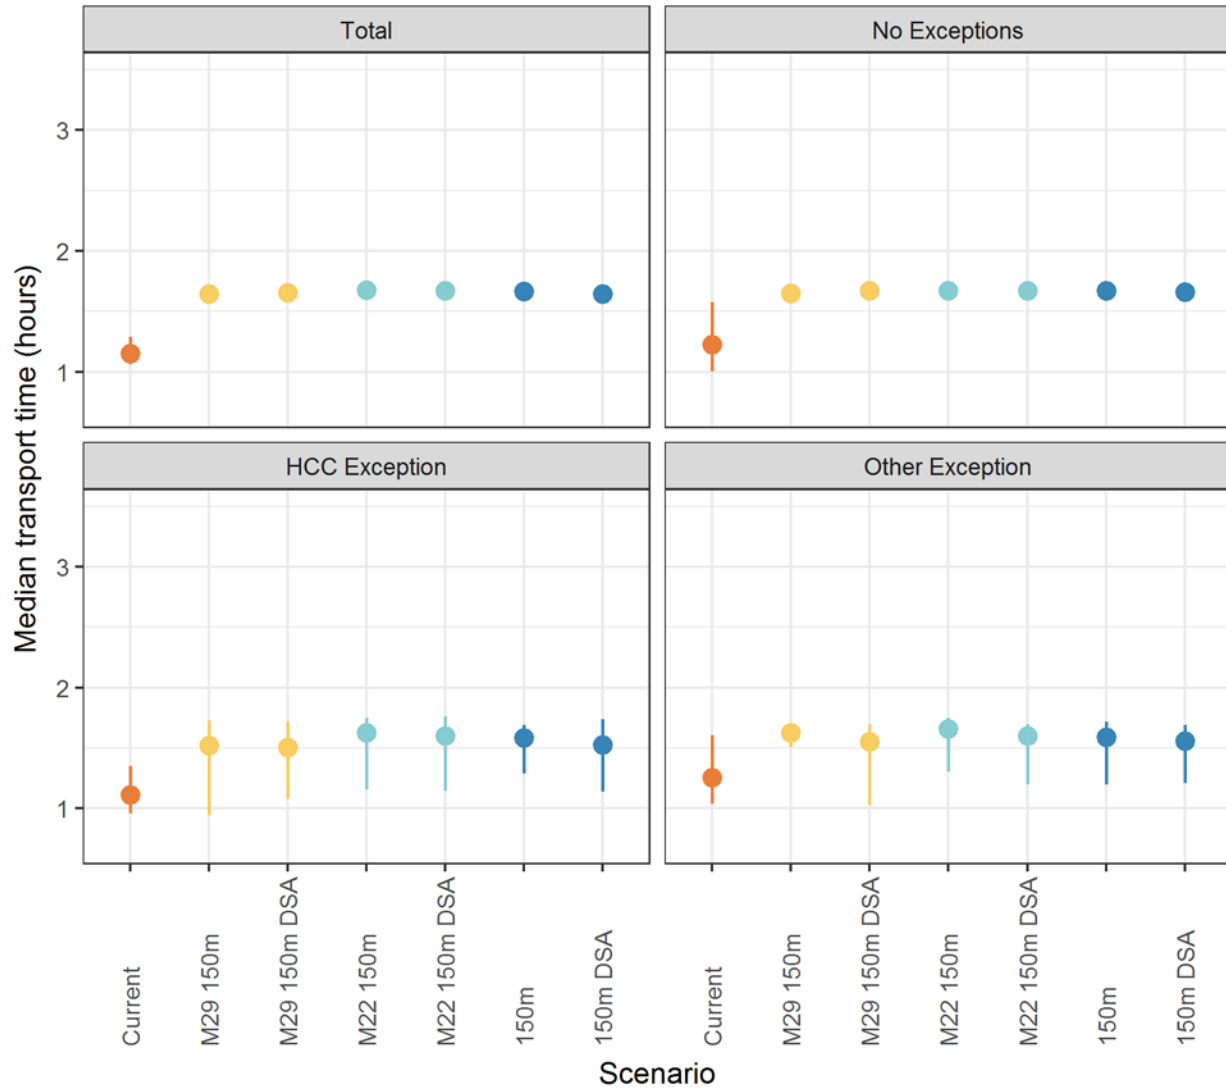 Total
No Exceptions
3
2
1
HCC Exception
Other Exception
3
2
1
Median transport time (hours)
Current
M29 150m
M29 150m DSA
M22 150m
M22 150m DSA
150m
150m DSA
Current
M29 150m
M29 150m DSA
M22 150m
M22 150m DSA
150m
150m DSA
Scenario